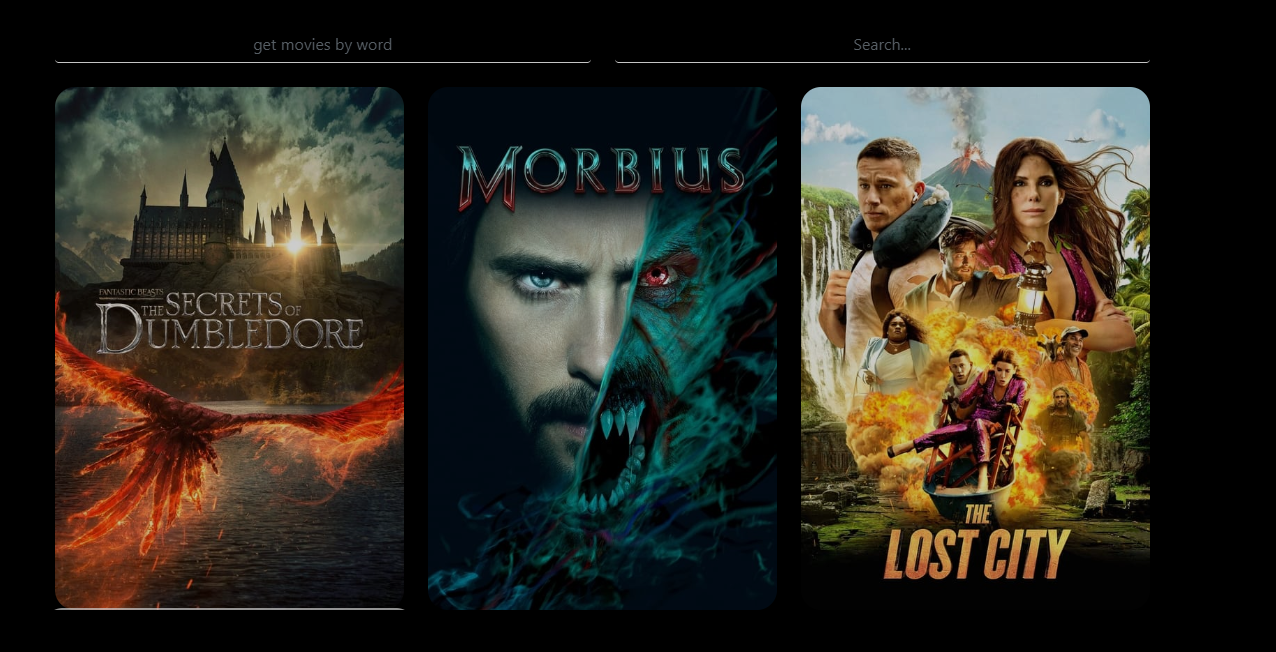 get movies by word
Search...
FANTASTIC BEASTS
THE SECRETS OF
DUMBLEDORE
MORBIUS
THE
LOST CITY